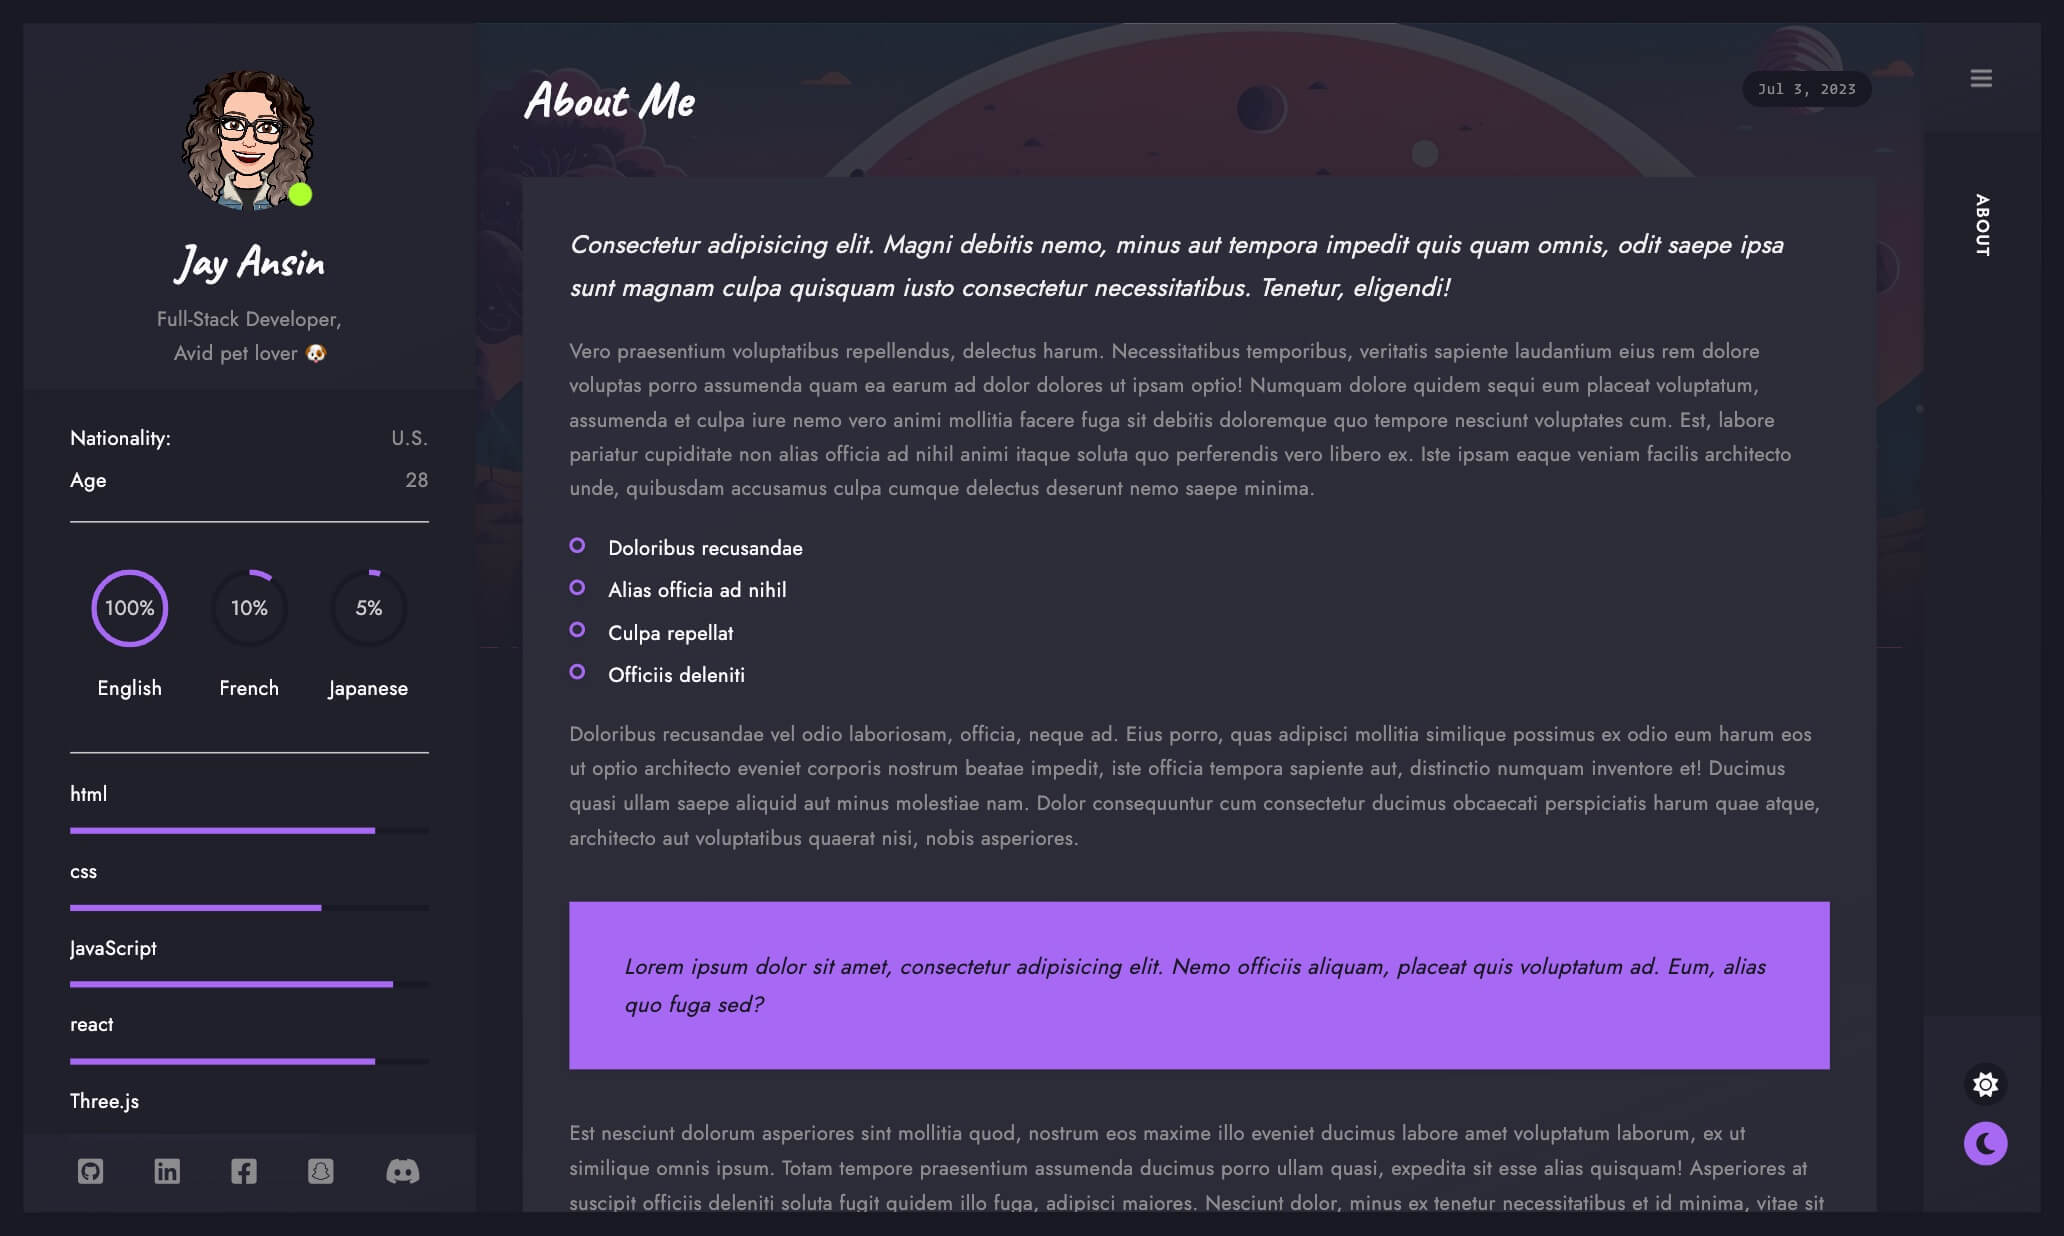 Jay Ansin
Full-Stack Developer,
Avid pet lover 🐶
Nationality: U.S.
Age 28
100% 10% 5%
English French Japanese
html
css
JavaScript
react
Three.js
About Me
Jul 3, 2023
Consectetur adipisicing elit. Magni debitis nemo, minus aut tempora impedit quis quam omnis, odit saepe ipsa
sunt magnam culpa quisquam iusto consectetur necessitatibus. Tenetur, eligendi!
Vero praesentium voluptatibus repellendus, delectus harum. Necessitatibus temporibus, veritatis sapiente laudantium eius rem dolore
voluptas porro assumenda quam ea earum ad dolor dolores ut ipsam optio! Numquam dolore quidem sequi eum placeat voluptatum,
assumenda et culpa iure nemo vero animi mollitia facere fuga sit debitis doloremque quo tempore nesciunt voluptates cum. Est, labore
pariatur cupiditate non alias officia ad nihil animi itaque soluta quo perferendis vero libero ex. Iste ipsam eaque veniam facilis architecto
unde, quibusdam accusamus culpa cumque delectus deserunt nemo saepe minima.
Doloribus recusandae
Alias officia ad nihil
Culpa repellat
Officiis deleniti
Doloribus recusandae vel odio laboriosam, officia, neque ad. Eius porro, quas adipisci mollitia similique possimus ex odio eum harum eos
ut optio architecto eveniet corporis nostrum beatae impedit, iste officia tempora sapiente aut, distinctio numquam inventore et! Ducimus
quasi ullam saepe aliquid aut minus molestiae nam. Dolor consequuntur cum consectetur ducimus obcaecati perspiciatis harum quae atque,
architecto aut voluptatibus quaerat nisi, nobis asperiores.
Lorem ipsum dolor sit amet, consectetur adipisicing elit. Nemo officiis aliquam, placeat quis voluptatum ad. Eum, alias
quo fuga sed?
Est nesciunt dolorum asperiores sint mollitia quod, nostrum eos maxime illo eveniet ducimus labore amet voluptatum laborum, ex ut
similique omnis ipsum. Totam tempore praesentium assumenda ducimus porro ullam quasi, expedita sit esse alias quisquam! Asperiores at
suscipit officiis deleniti soluta fugit quidem illo fuga, adipisci maiores. Nesciunt dolor, minus ex tenetur necessitatibus et id minima, vitae sit
ABOUT